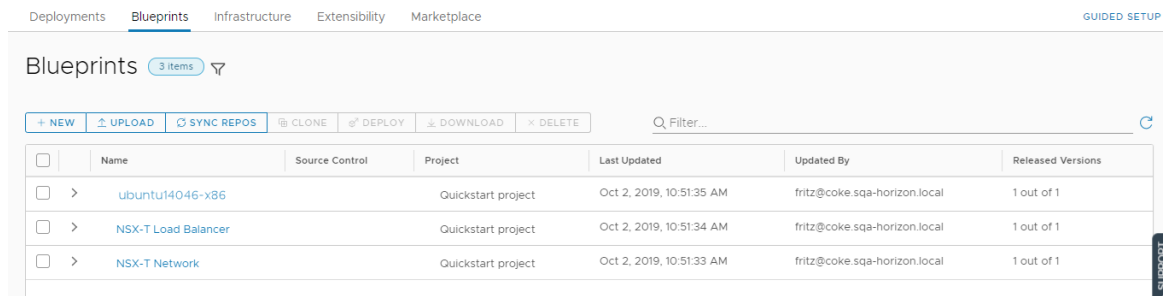 Deployments Blueprints Infrastructure Extensibility Marketplace GUIDED SETUP
Blueprints 3 items
+ NEW UPLOAD SYNC REPOS CLONE DEPLOY DOWNLOAD × DELETE Filter...
Name Source Control Project Last Updated Updated By Released Versions
ubuntu14046-x86 Quickstart project Oct 2, 2019, 10:51:35 AM fritz@coke.sqa-horizon.local 1 out of 1
NSX-T Load Balancer Quickstart project Oct 2, 2019, 10:51:34 AM fritz@coke.sqa-horizon.local 1 out of 1
NSX-T Network Quickstart project Oct 2, 2019, 10:51:33 AM fritz@coke.sqa-horizon.local 1 out of 1
SUPPORT